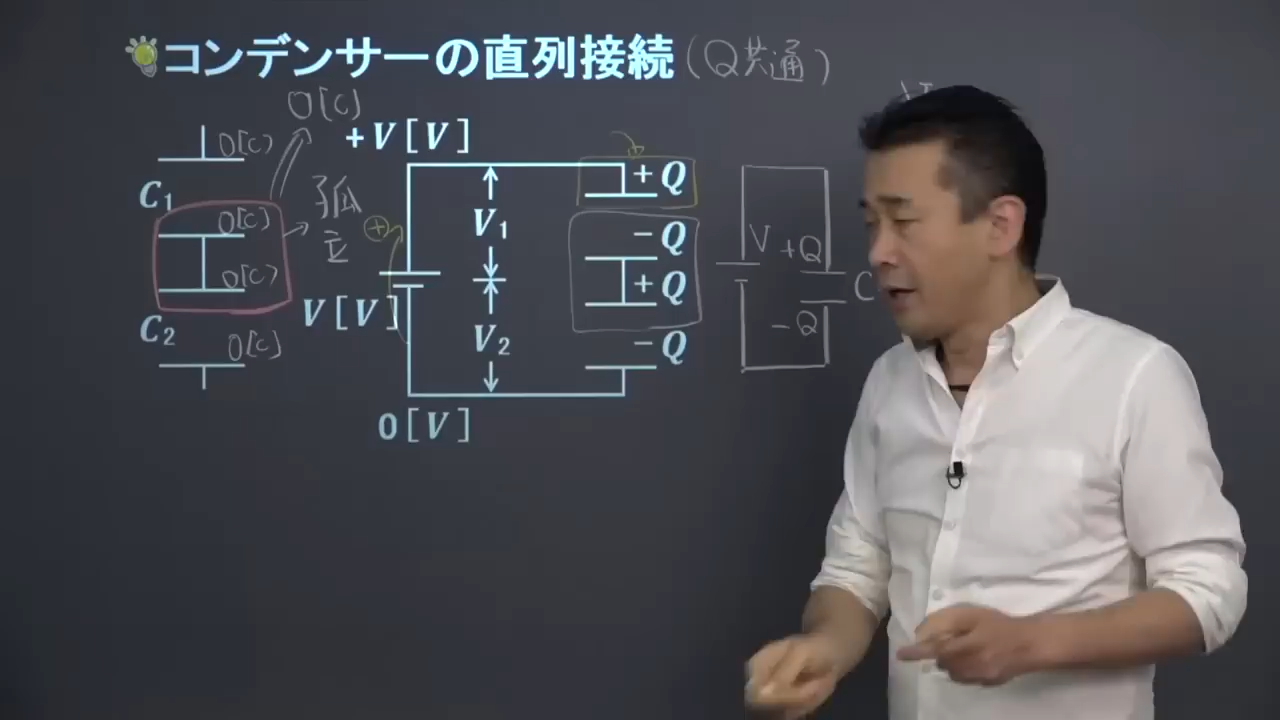 コンデンサーの直列接続(Q共通)
0[C]
+V[V]
0[C]
C₁
0[C]
孤立
0[C]
C₂
0[C]
V[V]
⊕
V₁
V₂
0[V]
+Q
−Q
+Q
−Q
V
+Q
−Q
C